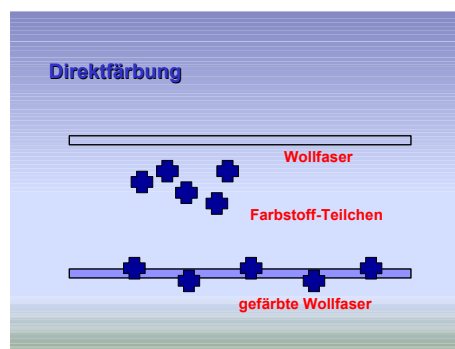 Direktfärbung
Wollfaser
Farbstoff-Teilchen
gefärbte Wollfaser